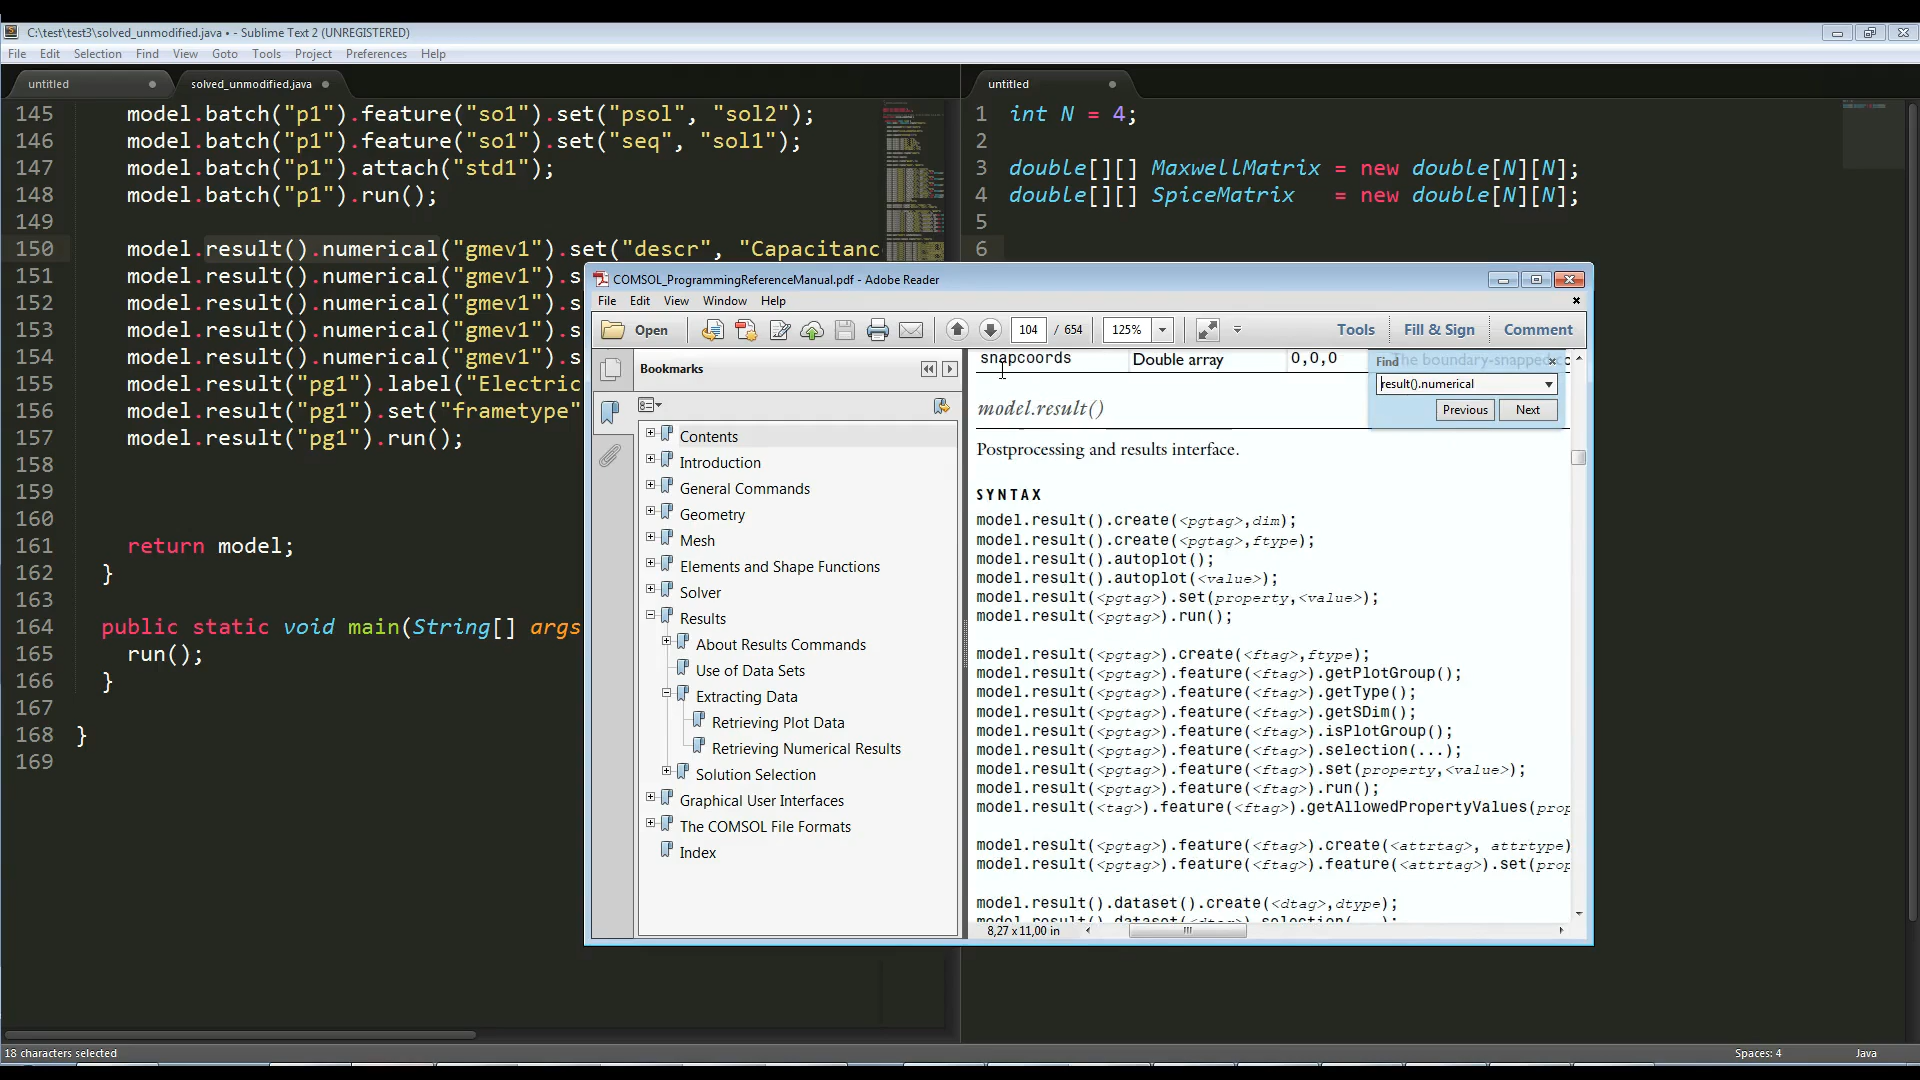 C:\test\test3\solved_unmodified.java • - Sublime Text 2 (UNREGISTERED)
File Edit Selection Find View Goto Tools Project Preferences Help
untitled
solved_unmodified.java
145 model.batch("p1").feature("so1").set("psol", "sol2");
146 model.batch("p1").feature("so1").set("seq", "sol1");
147 model.batch("p1").attach("std1");
148 model.batch("p1").run();
149
150 model.result().numerical("gmev1").set("descr", "Capacitanc
151 model.result().numerical("gmev1").s
152 model.result().numerical("gmev1").s
153 model.result().numerical("gmev1").s
154 model.result().numerical("gmev1").s
155 model.result("pg1").label("Electric
156 model.result("pg1").set("frametype"
157 model.result("pg1").run();
158
159
160
161 return model;
162 }
163
164 public static void main(String[] args
165 run();
166 }
167
168 }
169
untitled
1 int N = 4;
2
3 double[][] MaxwellMatrix = new double[N][N];
4 double[][] SpiceMatrix = new double[N][N];
5
6
COMSOL_ProgrammingReferenceManual.pdf - Adobe Reader
File Edit View Window Help
Open
104 / 654
125%
Tools Fill & Sign Comment
Bookmarks
Contents
Introduction
General Commands
Geometry
Mesh
Elements and Shape Functions
Solver
Results
About Results Commands
Use of Data Sets
Extracting Data
Retrieving Plot Data
Retrieving Numerical Results
Solution Selection
Graphical User Interfaces
The COMSOL File Formats
Index
snapcoords Double array 0,0,0 The boundary-snapped c
Find
result().numerical
Previous Next
model.result()
Postprocessing and results interface.
SYNTAX
model.result().create(<pgtag>,dim);
model.result().create(<pgtag>,ftype);
model.result().autoplot();
model.result().autoplot(<value>);
model.result(<pgtag>).set(property,<value>);
model.result(<pgtag>).run();
model.result(<pgtag>).create(<ftag>,ftype);
model.result(<pgtag>).feature(<ftag>).getPlotGroup();
model.result(<pgtag>).feature(<ftag>).getType();
model.result(<pgtag>).feature(<ftag>).getSDim();
model.result(<pgtag>).feature(<ftag>).isPlotGroup();
model.result(<pgtag>).feature(<ftag>).selection(...);
model.result(<pgtag>).feature(<ftag>).set(property,<value>);
model.result(<pgtag>).feature(<ftag>).run();
model.result(<tag>).feature(<ftag>).getAllowedPropertyValues(prop
model.result(<pgtag>).feature(<ftag>).create(<attrtag>, attrtype)
model.result(<pgtag>).feature(<ftag>).feature(<attrtag>).set(prop
model.result().dataset().create(<dtag>,dtype);
model.result().dataset(<dtag>).selection(...);
8,27 x 11,00 in
18 characters selected
Spaces: 4
Java